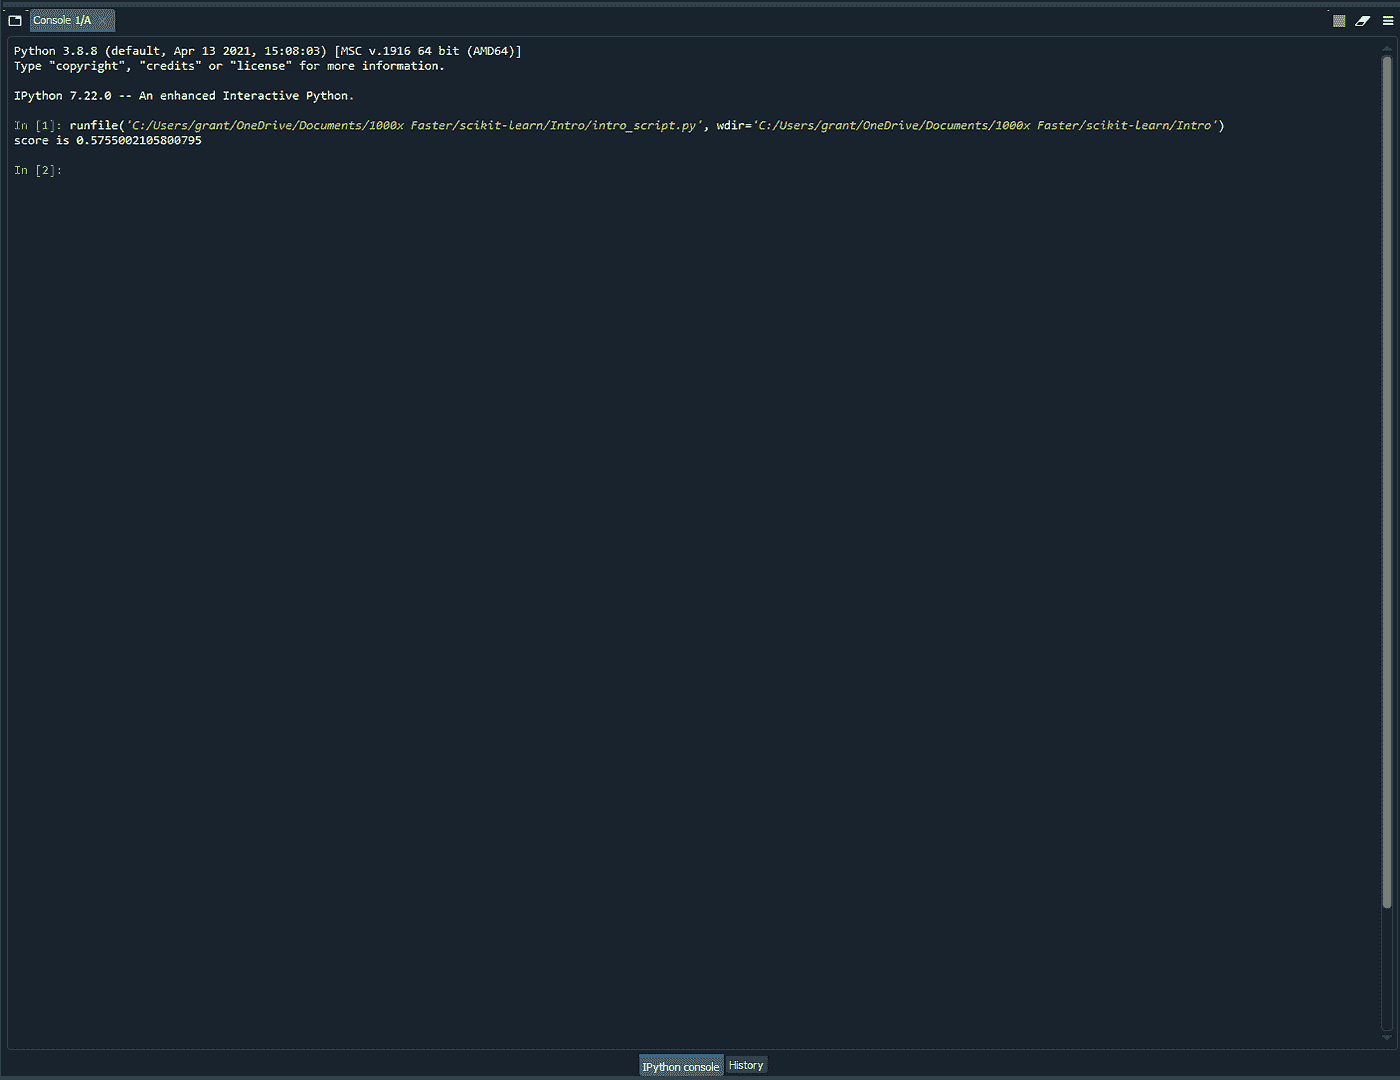 Console 1/A
Python 3.8.8 (default, Apr 13 2021, 15:08:03) [MSC v.1916 64 bit (AMD64)]
Type "copyright", "credits" or "license" for more information.
IPython 7.22.0 -- An enhanced Interactive Python.
In [1]: runfile('C:/Users/grant/OneDrive/Documents/1000x Faster/scikit-learn/Intro/intro_script.py', wdir='C:/Users/grant/OneDrive/Documents/1000x Faster/scikit-learn/Intro')
score is 0.5755002105800795
In [2]:
IPython console History